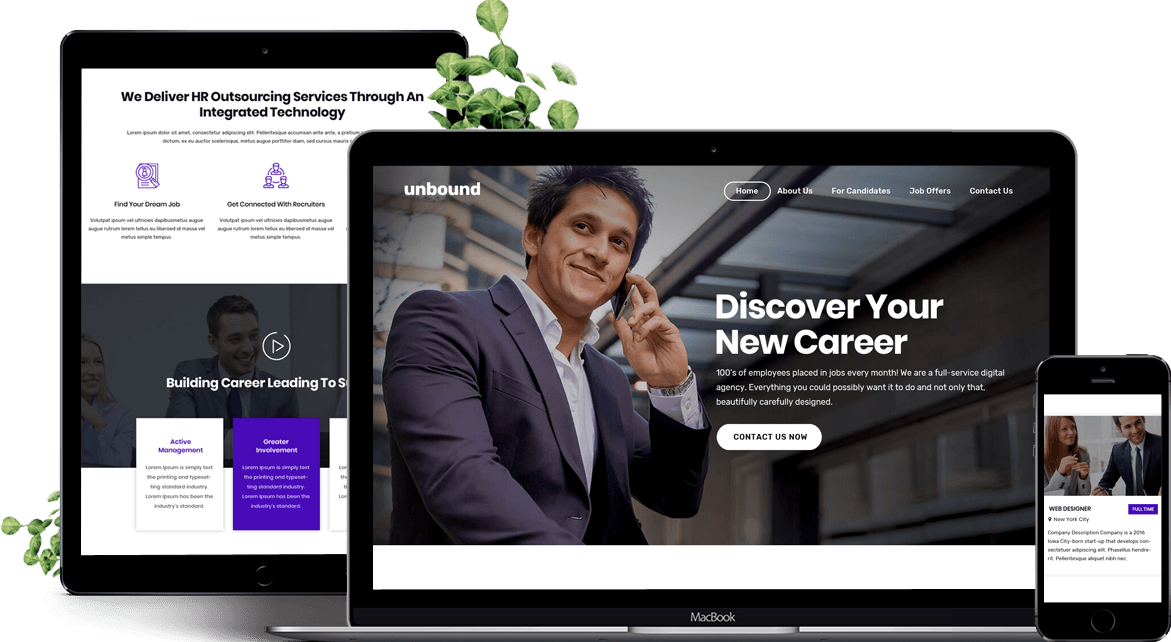 We Deliver HR Outsourcing Services Through An
Integrated Technology
Lorem ipsum dolor sit amet, consectetur adipiscing elit. Pellentesque accumsan ante ante, a pretium
dictum, ex eu auctor scelerisque, metus augue porttitor diam, sed cursus mauris
Find Your Dream Job
Volutpat ipsum vel ultricies dapibusmetus augue
augue rutrum lorem tellus eu liberoed id massa vel
metus simple tempus.
Get Connected With Recruiters
Volutpat ipsum vel ultricies dapibusmetus augue
augue rutrum lorem tellus eu liberoed id massa vel
metus simple tempus.
Building Career Leading To
Active
Management
Lorem Ipsum is simply text
the printing and typeset-
ting standard industry.
Lorem Ipsum has been the
industry's standard.
Greater
Involvement
Lorem Ipsum is simply text
the printing and typeset-
ting standard industry.
Lorem Ipsum has been the
industry's standard.
unbound
Home About Us For Candidates Job Offers Contact Us
Discover Your
New Career
100's of employees placed in jobs every month! We are a full-service digital
agency. Everything you could possibly want it to do and not only that,
beautifully carefully designed.
CONTACT US NOW
MacBook
WEB DESIGNER FULL TIME
New York City
Company Description Company is a 2016
Iowa City-born start-up that develops con-
sectetuer adipiscing elit. Phasellus hendre-
rit. Pellentesque aliquet nibh nec.